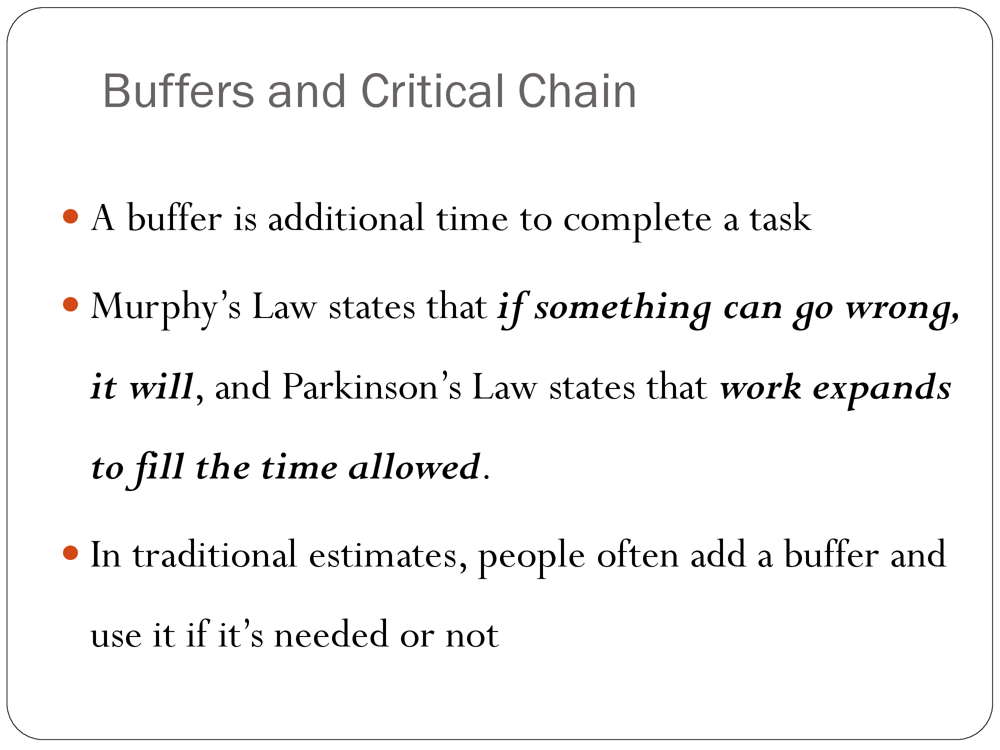 Buffers and Critical Chain
• A buffer is additional time to complete a task
• Murphy’s Law states that if something can go wrong,
it will, and Parkinson’s Law states that work expands
to fill the time allowed.
• In traditional estimates, people often add a buffer and
use it if it’s needed or not